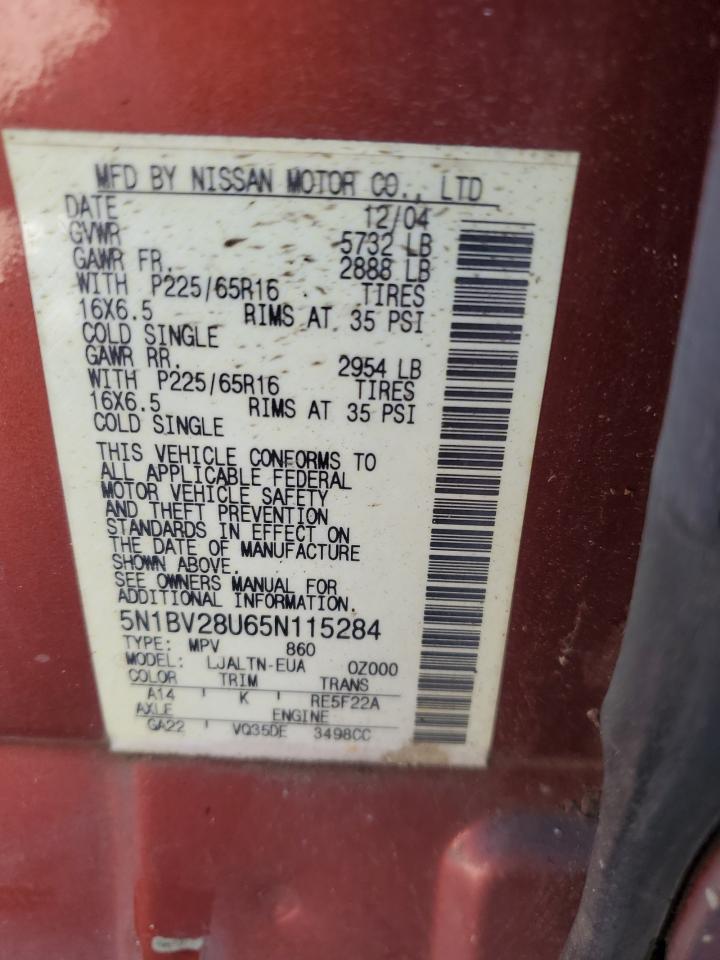 MFD BY NISSAN MOTOR CO., LTD
DATE 12/04
GVWR 5732 LB
GAWR FR. 2888 LB
WITH P225/65R16 TIRES
16X6.5 RIMS AT 35 PSI
COLD SINGLE
GAWR RR. 2954 LB
WITH P225/65R16 TIRES
16X6.5 RIMS AT 35 PSI
COLD SINGLE
THIS VEHICLE CONFORMS TO
ALL APPLICABLE FEDERAL
MOTOR VEHICLE SAFETY
AND THEFT PREVENTION
STANDARDS IN EFFECT ON
THE DATE OF MANUFACTURE
SHOWN ABOVE.
SEE OWNERS MANUAL FOR
ADDITIONAL INFORMATION.
5N1BV28U65N115284
TYPE: MPV 860
MODEL: LJALTN-EUA 0Z000
COLOR TRIM TRANS
A14 K RE5F22A
AXLE ENGINE
GA22 VQ35DE 3498CC